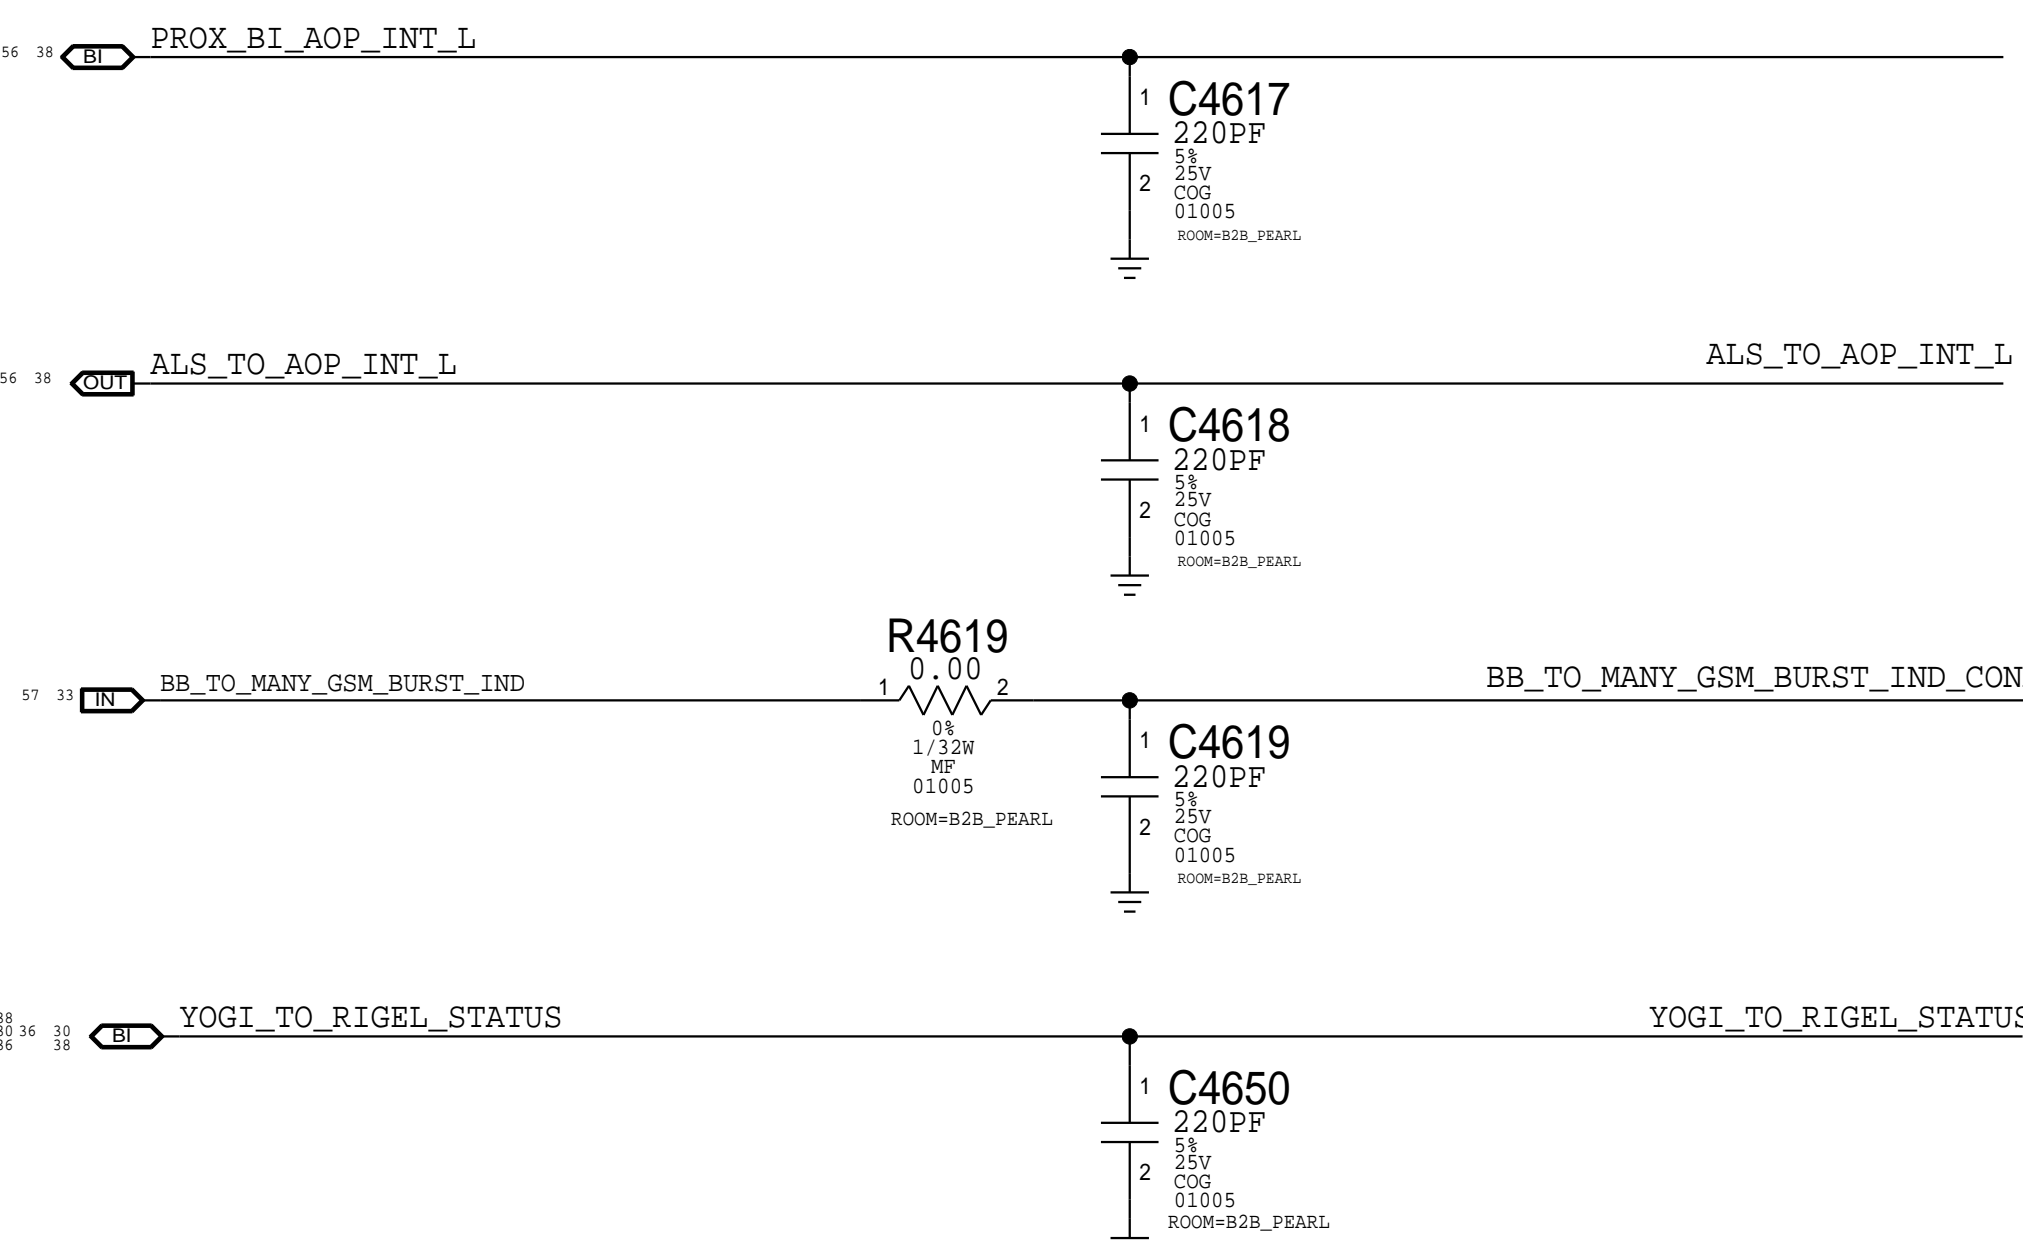 PROX_BI_AOP_INT_L
56 38 BI
1 C4617
220PF
5%
25V
2 COG
01005
ROOM=B2B_PEARL
ALS_TO_AOP_INT_L ALS_TO_AOP_INT_L
56 38 OUT
1 C4618
220PF
5%
25V
2 COG
01005
ROOM=B2B_PEARL
R4619
0.00
BB_TO_MANY_GSM_BURST_IND 1 2 BB_TO_MANY_GSM_BURST_IND_CON
57 33 IN
0%
1/32W
MF
01005
ROOM=B2B_PEARL
1 C4619
220PF
5%
25V
2 COG
01005
ROOM=B2B_PEARL
YOGI_TO_RIGEL_STATUS YOGI_TO_RIGEL_STATUS
36 30 BI
38
1 C4650
220PF
5%
25V
2 COG
01005
ROOM=B2B_PEARL